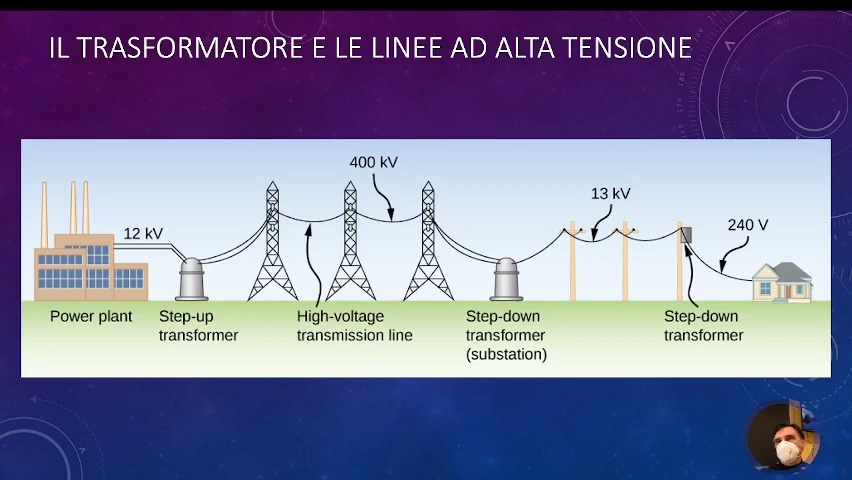 IL TRASFORMATORE E LE LINEE AD ALTA TENSIONE
400 kV
13 kV
12 kV
240 V
Power plant
Step-up
transformer
High-voltage
transmission line
Step-down
transformer
(substation)
Step-down
transformer